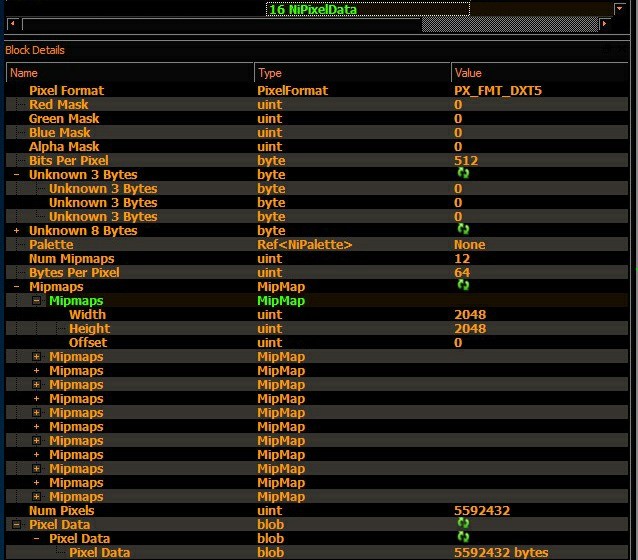 16 NiPixelData
Block Details
Name Type Value
Pixel Format PixelFormat PX_FMT_DXT5
Red Mask uint 0
Green Mask uint 0
Blue Mask uint 0
Alpha Mask uint 0
Bits Per Pixel byte 512
Unknown 3 Bytes byte
Unknown 3 Bytes byte 0
Unknown 3 Bytes byte 0
Unknown 3 Bytes byte 0
Unknown 8 Bytes byte
Palette Ref<NiPalette> None
Num Mipmaps uint 12
Bytes Per Pixel uint 64
Mipmaps MipMap
Mipmaps MipMap
Width uint 2048
Height uint 2048
Offset uint 0
Mipmaps MipMap
Mipmaps MipMap
Mipmaps MipMap
Mipmaps MipMap
Mipmaps MipMap
Mipmaps MipMap
Mipmaps MipMap
Mipmaps MipMap
Mipmaps MipMap
Mipmaps MipMap
Mipmaps MipMap
Num Pixels uint 5592432
Pixel Data blob
Pixel Data blob
Pixel Data blob 5592432 bytes